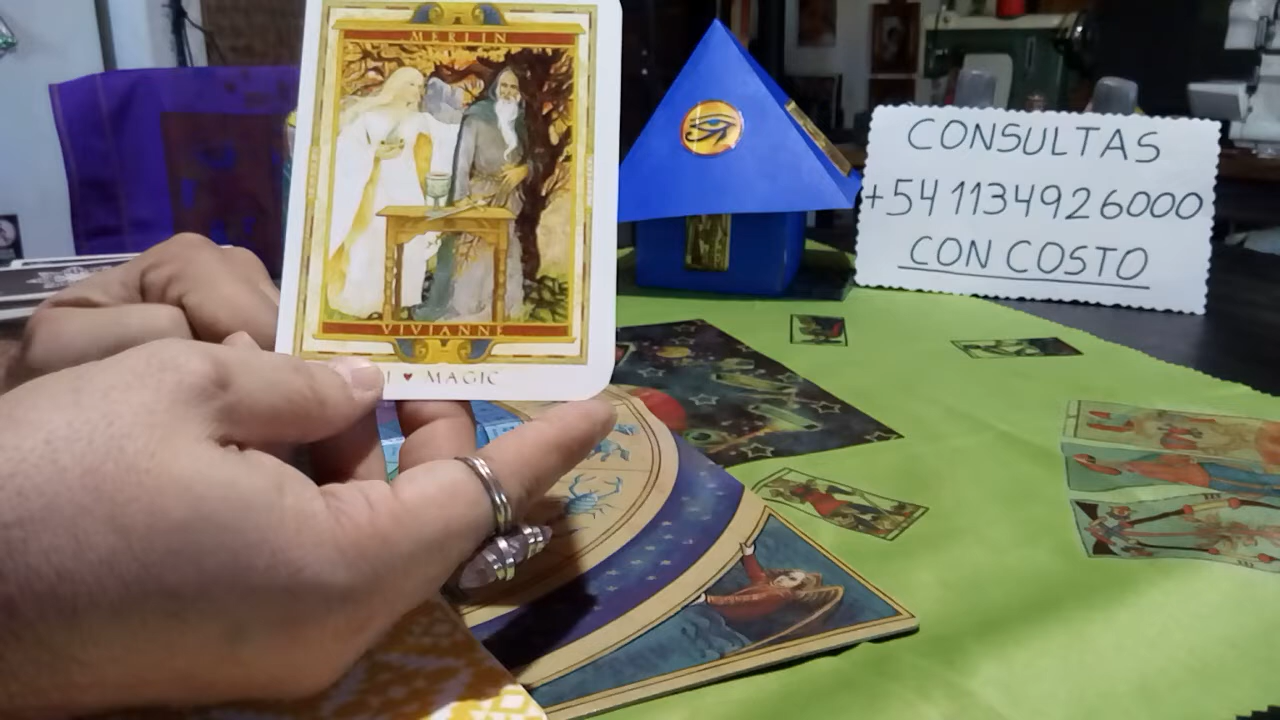 MERLIN
VIVIANNE
I ♥ MAGIC
CONSULTAS
+54 1134926000
CON COSTO